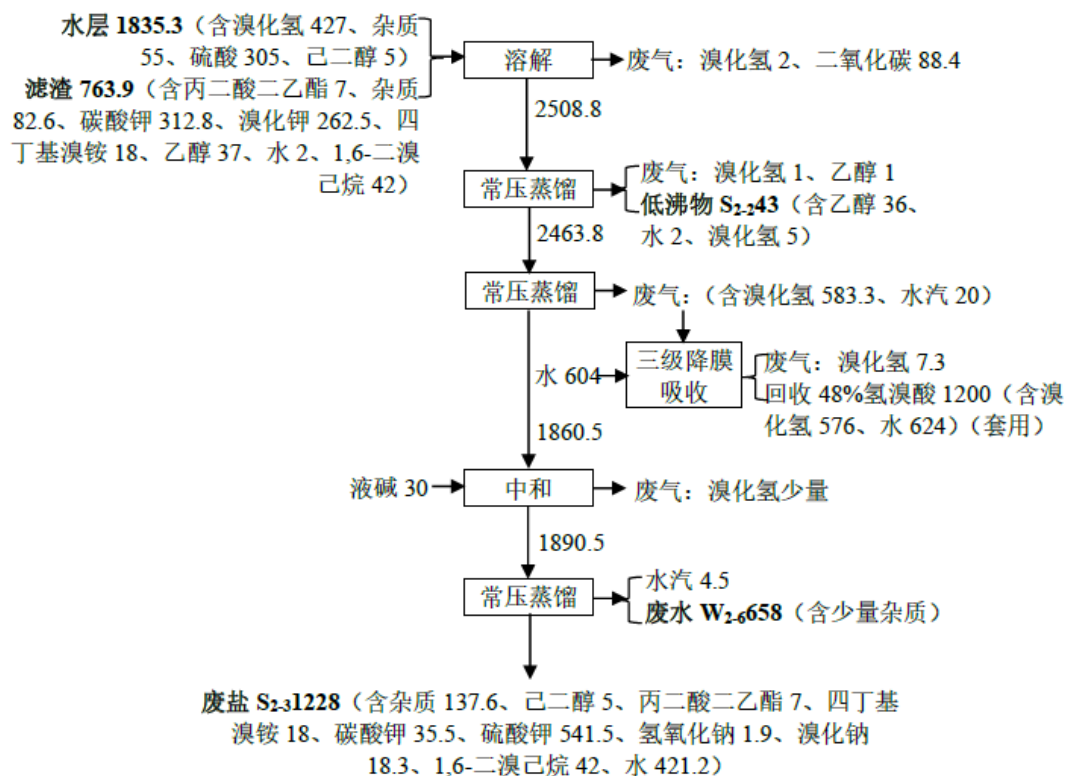 水层 1835.3（含溴化氢 427、杂质
55、硫酸 305、己二醇 5）
滤渣 763.9（含丙二酸二乙酯 7、杂质
82.6、碳酸钾 312.8、溴化钾 262.5、四
丁基溴铵 18、乙醇 37、水 2、1,6-二溴
己烷 42）
溶解
废气：溴化氢 2、二氧化碳 88.4
2508.8
常压蒸馏
废气：溴化氢 1、乙醇 1
低沸物 S₂₋₂43（含乙醇 36、
水 2、溴化氢 5）
2463.8
常压蒸馏
废气：（含溴化氢 583.3、水汽 20）
水 604
三级降膜
吸收
废气：溴化氢 7.3
回收 48%氢溴酸 1200（含溴
化氢 576、水 624）（套用）
1860.5
液碱 30
中和
废气：溴化氢少量
1890.5
常压蒸馏
水汽 4.5
废水 W₂₋₆658（含少量杂质）
废盐 S₂₋₃1228（含杂质 137.6、己二醇 5、丙二酸二乙酯 7、四丁基
溴铵 18、碳酸钾 35.5、硫酸钾 541.5、氢氧化钠 1.9、溴化钠
18.3、1,6-二溴己烷 42、水 421.2）